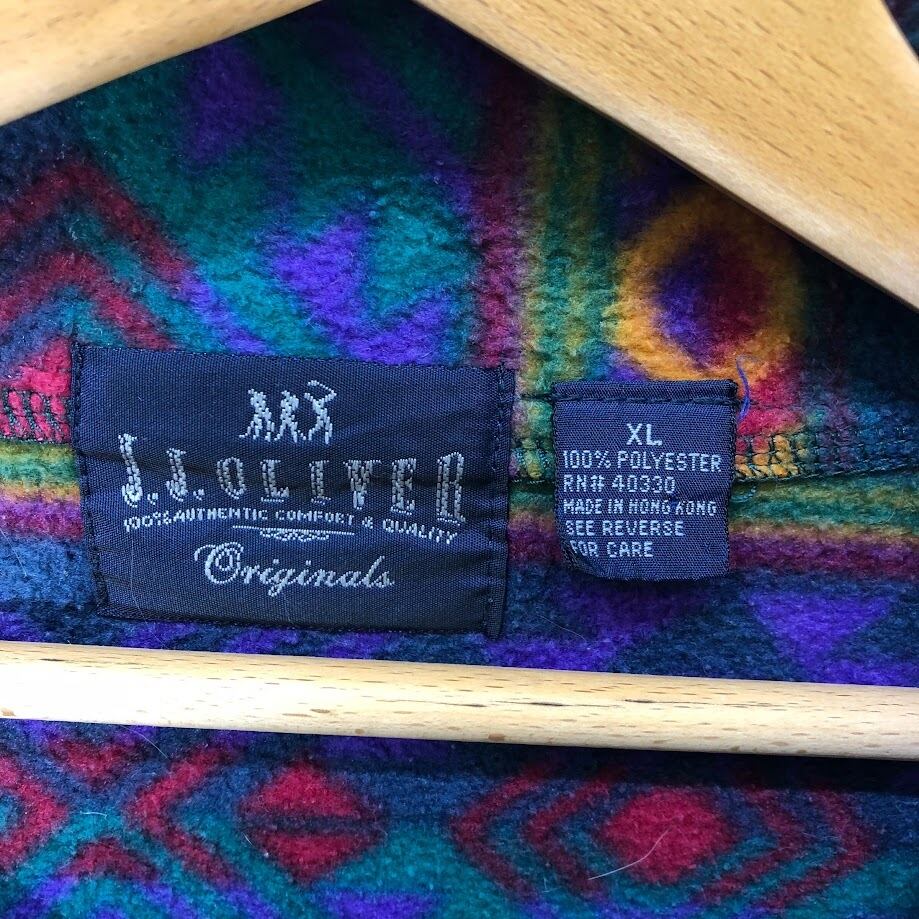 J.J. OLIVER
100% AUTHENTIC COMFORT & QUALITY
Originals
XL
100% POLYESTER
RN# 40330
MADE IN HONG KONG
SEE REVERSE
FOR CARE